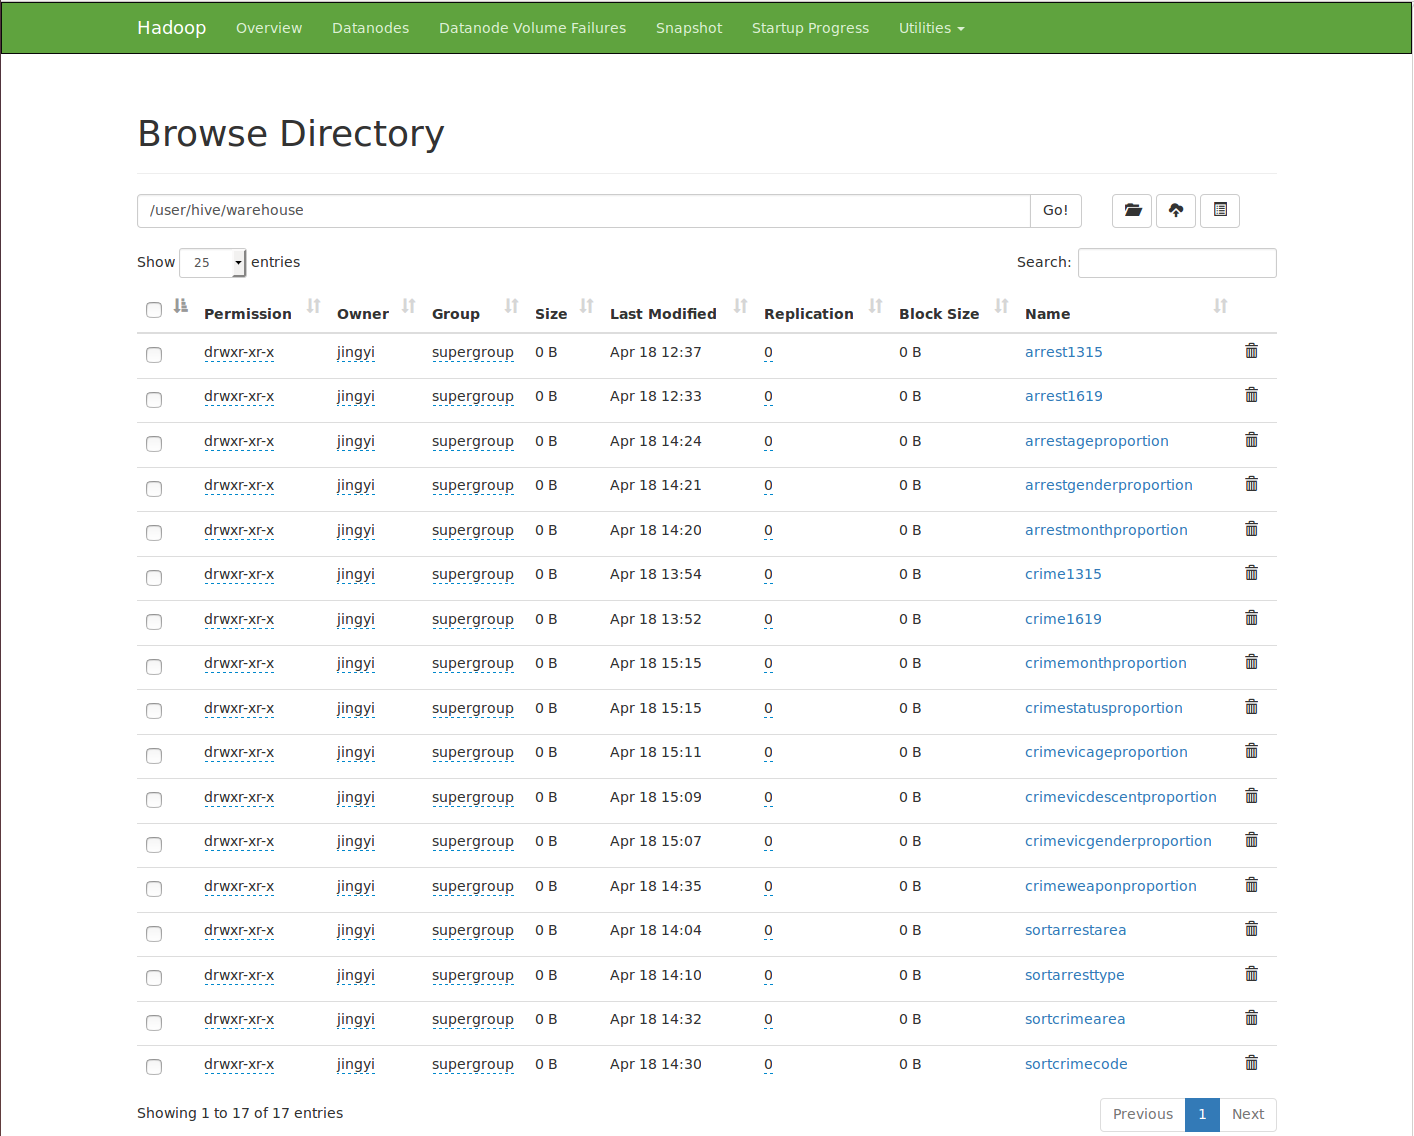 Hadoop Overview Datanodes Datanode Volume Failures Snapshot Startup Progress Utilities
Browse Directory
/user/hive/warehouse Go!
Show 25 entries Search:
Permission Owner Group Size Last Modified Replication Block Size Name
drwxr-xr-x jingyi supergroup 0 B Apr 18 12:37 0 0 B arrest1315
drwxr-xr-x jingyi supergroup 0 B Apr 18 12:33 0 0 B arrest1619
drwxr-xr-x jingyi supergroup 0 B Apr 18 14:24 0 0 B arrestageproportion
drwxr-xr-x jingyi supergroup 0 B Apr 18 14:21 0 0 B arrestgenderproportion
drwxr-xr-x jingyi supergroup 0 B Apr 18 14:20 0 0 B arrestmonthproportion
drwxr-xr-x jingyi supergroup 0 B Apr 18 13:54 0 0 B crime1315
drwxr-xr-x jingyi supergroup 0 B Apr 18 13:52 0 0 B crime1619
drwxr-xr-x jingyi supergroup 0 B Apr 18 15:15 0 0 B crimemonthproportion
drwxr-xr-x jingyi supergroup 0 B Apr 18 15:15 0 0 B crimestatusproportion
drwxr-xr-x jingyi supergroup 0 B Apr 18 15:11 0 0 B crimevicageproportion
drwxr-xr-x jingyi supergroup 0 B Apr 18 15:09 0 0 B crimevicdescentproportion
drwxr-xr-x jingyi supergroup 0 B Apr 18 15:07 0 0 B crimevicgenderproportion
drwxr-xr-x jingyi supergroup 0 B Apr 18 14:35 0 0 B crimeweaponproportion
drwxr-xr-x jingyi supergroup 0 B Apr 18 14:04 0 0 B sortarrestarea
drwxr-xr-x jingyi supergroup 0 B Apr 18 14:10 0 0 B sortarresttype
drwxr-xr-x jingyi supergroup 0 B Apr 18 14:32 0 0 B sortcrimearea
drwxr-xr-x jingyi supergroup 0 B Apr 18 14:30 0 0 B sortcrimecode
Showing 1 to 17 of 17 entries Previous 1 Next